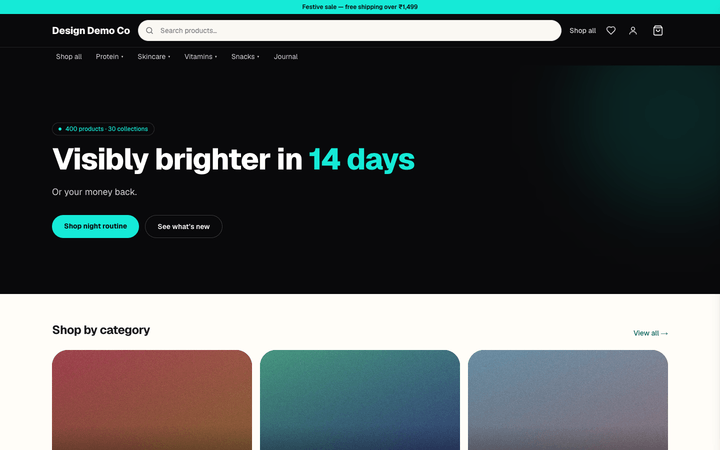 Festive sale — free shipping over ₹1,499
Design Demo Co
Search products...
Shop all
Shop all
Protein
Skincare
Vitamins
Snacks
Journal
400 products · 30 collections
Visibly brighter in 14 days
Or your money back.
Shop night routine
See what's new
Shop by category
View all →